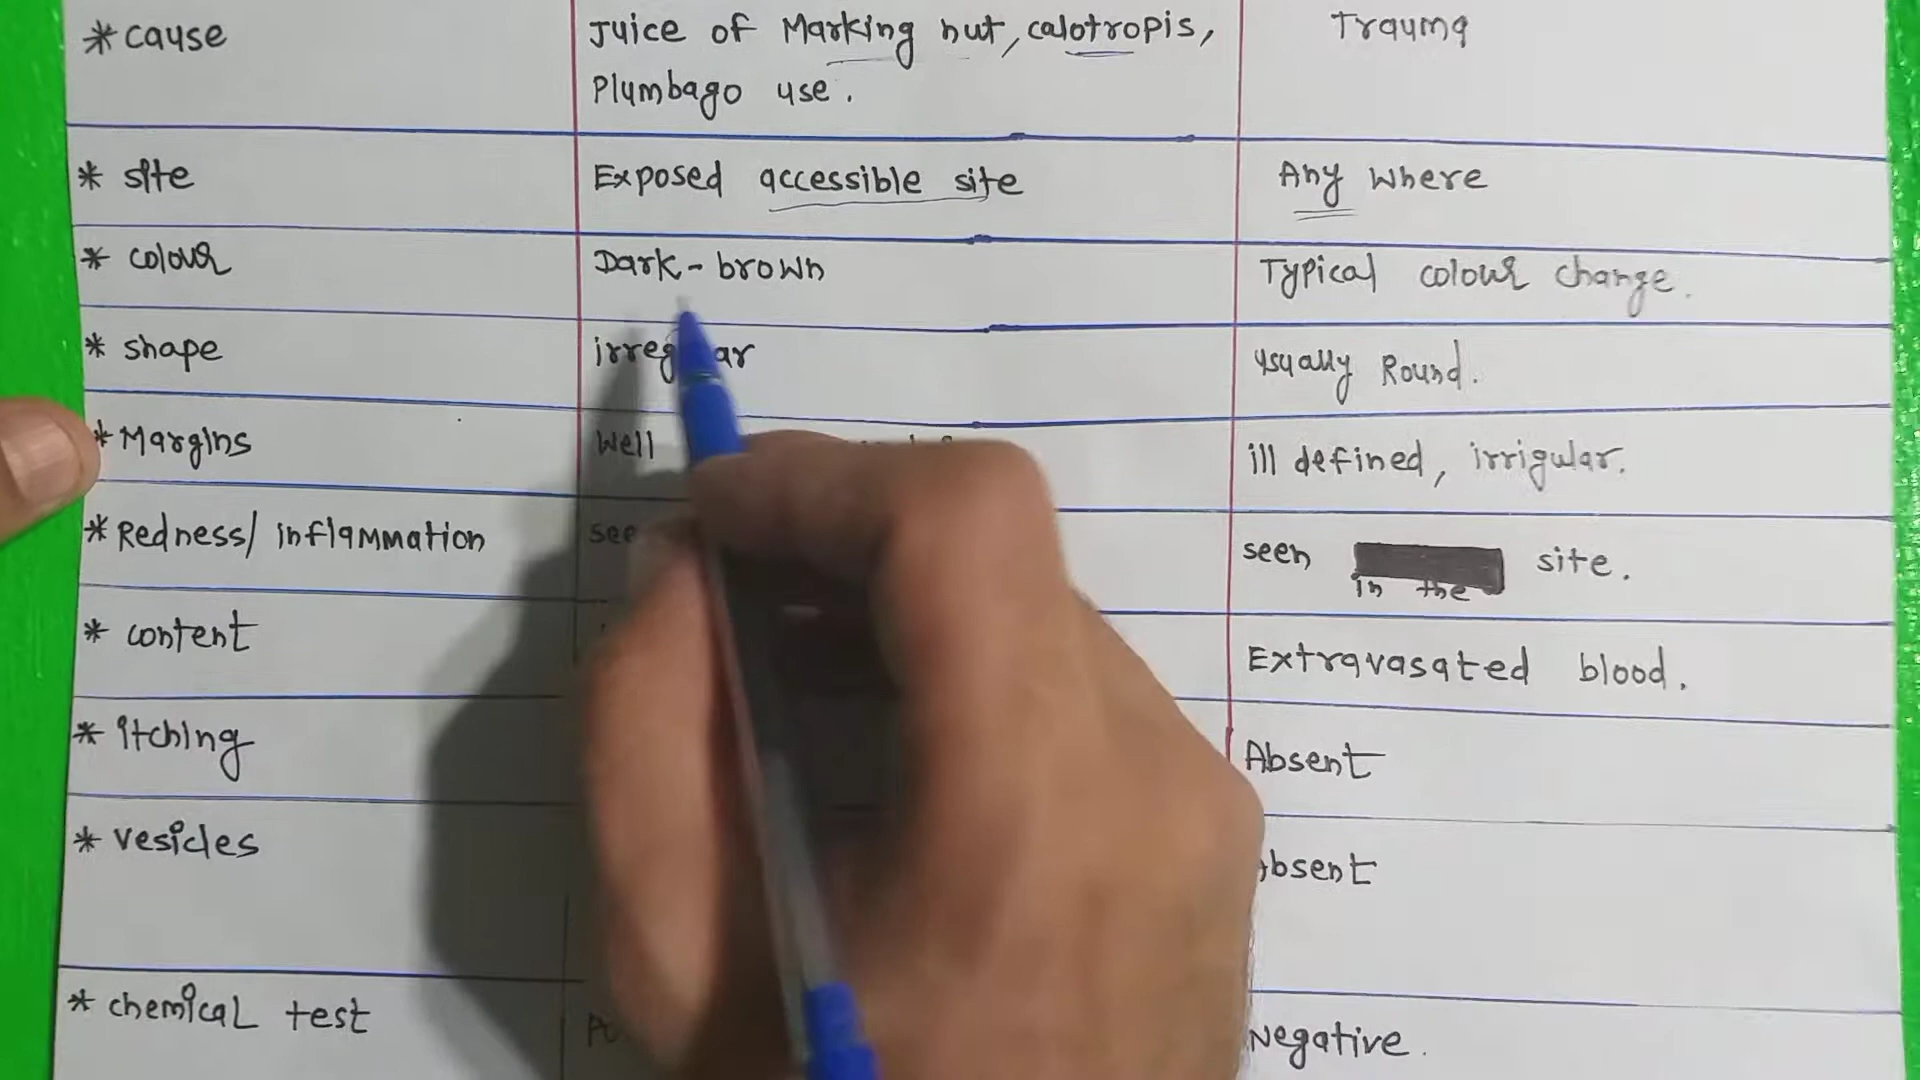 * cause
Juice of Marking nut, calotropis,
Plumbago use.
Trauma
* site
Exposed accessible site
Any where
* colour
Dark-brown
Typical colour change.
* shape
Usually Round.
* Margins
Well
ill defined, irrigular.
* Redness/ inflammation
seen in the site.
* content
Extravasated blood.
* itching
Absent
* vesicles
* chemical test
Negative.